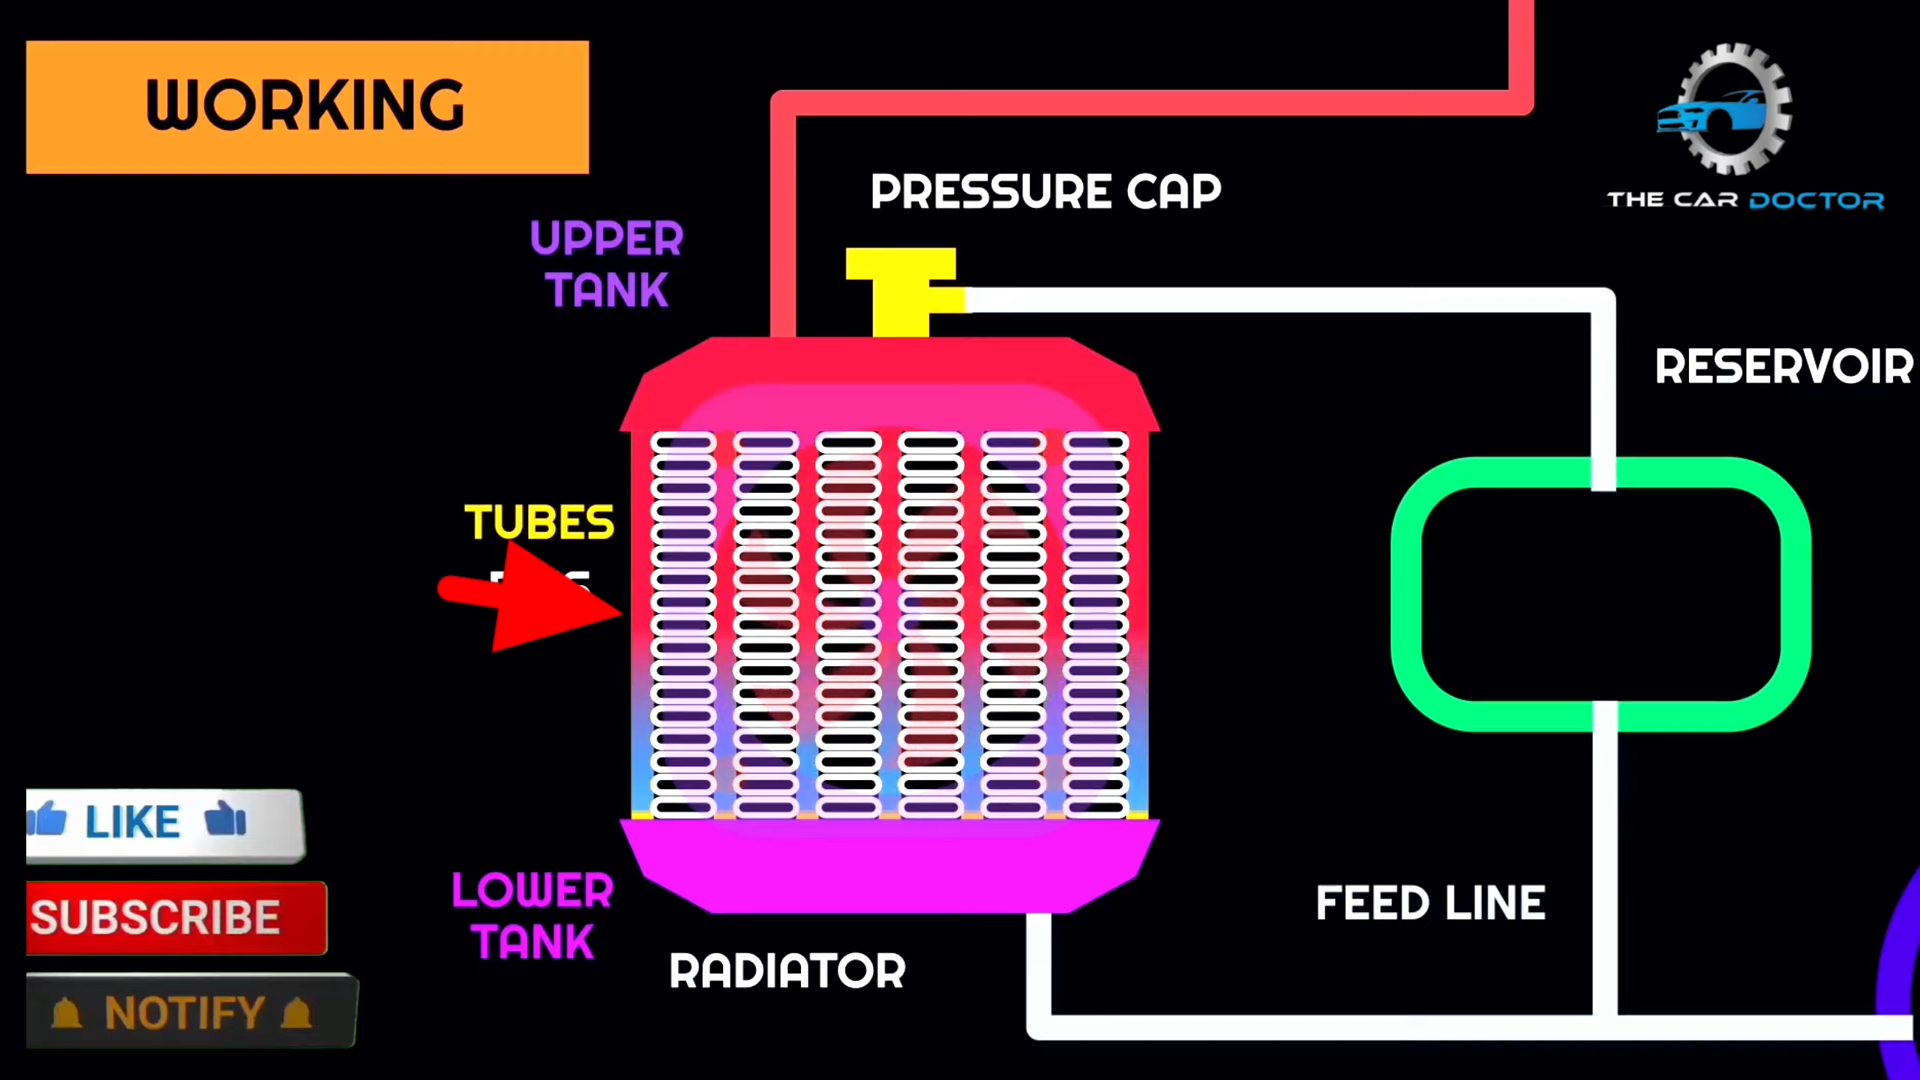 WORKING
THE CAR DOCTOR
PRESSURE CAP
UPPER
TANK
RESERVOIR
TUBES
LIKE
SUBSCRIBE
NOTIFY
LOWER
TANK
RADIATOR
FEED LINE